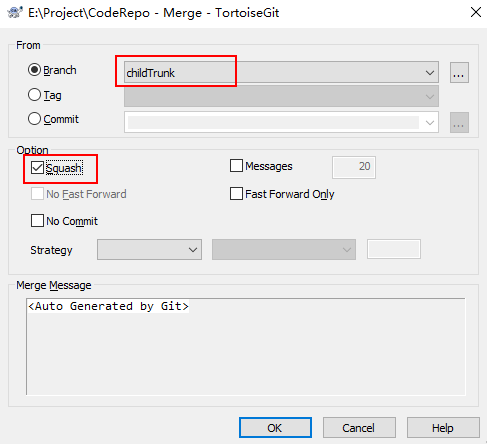 E:\Project\CodeRepo - Merge - TortoiseGit
From
Branch childTrunk ...
Tag
Commit ...
Option
Squash Messages 20
No Fast Forward Fast Forward Only
No Commit
Strategy
Merge Message
<Auto Generated by Git>
OK Cancel Help